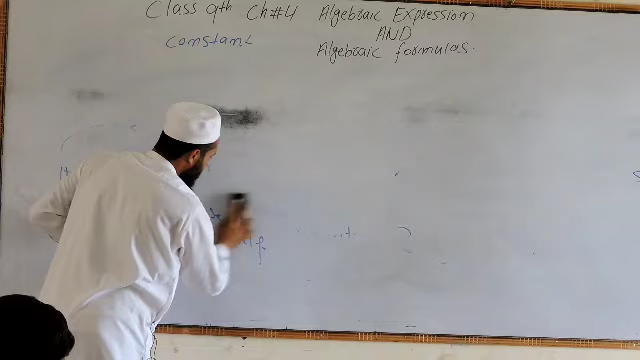 Class 9th Ch#4 Algebraic Expression
AND
constant
Algebraic formulas.